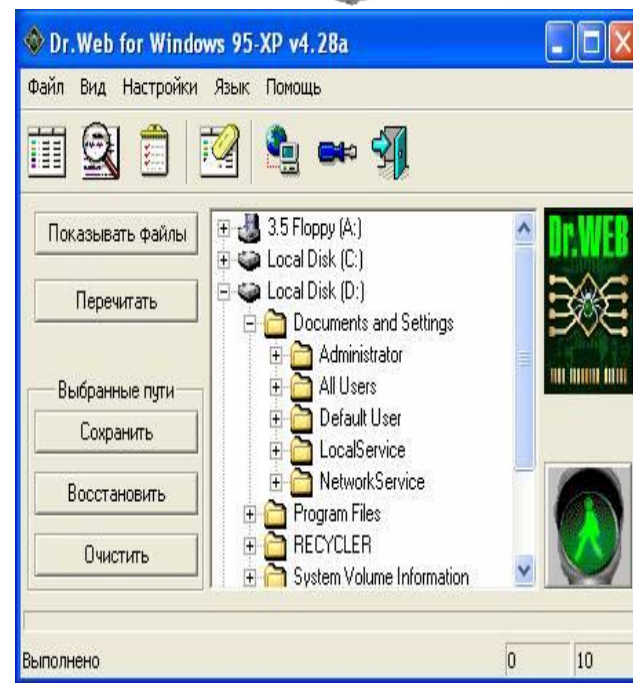 Dr.Web for Windows 95-XP v4.28a
Файл Вид Настройки Язык Помощь
Показывать файлы
Перечитать
Выбранные пути
Сохранить
Восстановить
Очистить
3.5 Floppy (A:)
Local Disk (C:)
Local Disk (D:)
Documents and Settings
Administrator
All Users
Default User
LocalService
NetworkService
Program Files
RECYCLER
System Volume Information
Dr.WEB
Выполнено
0
10